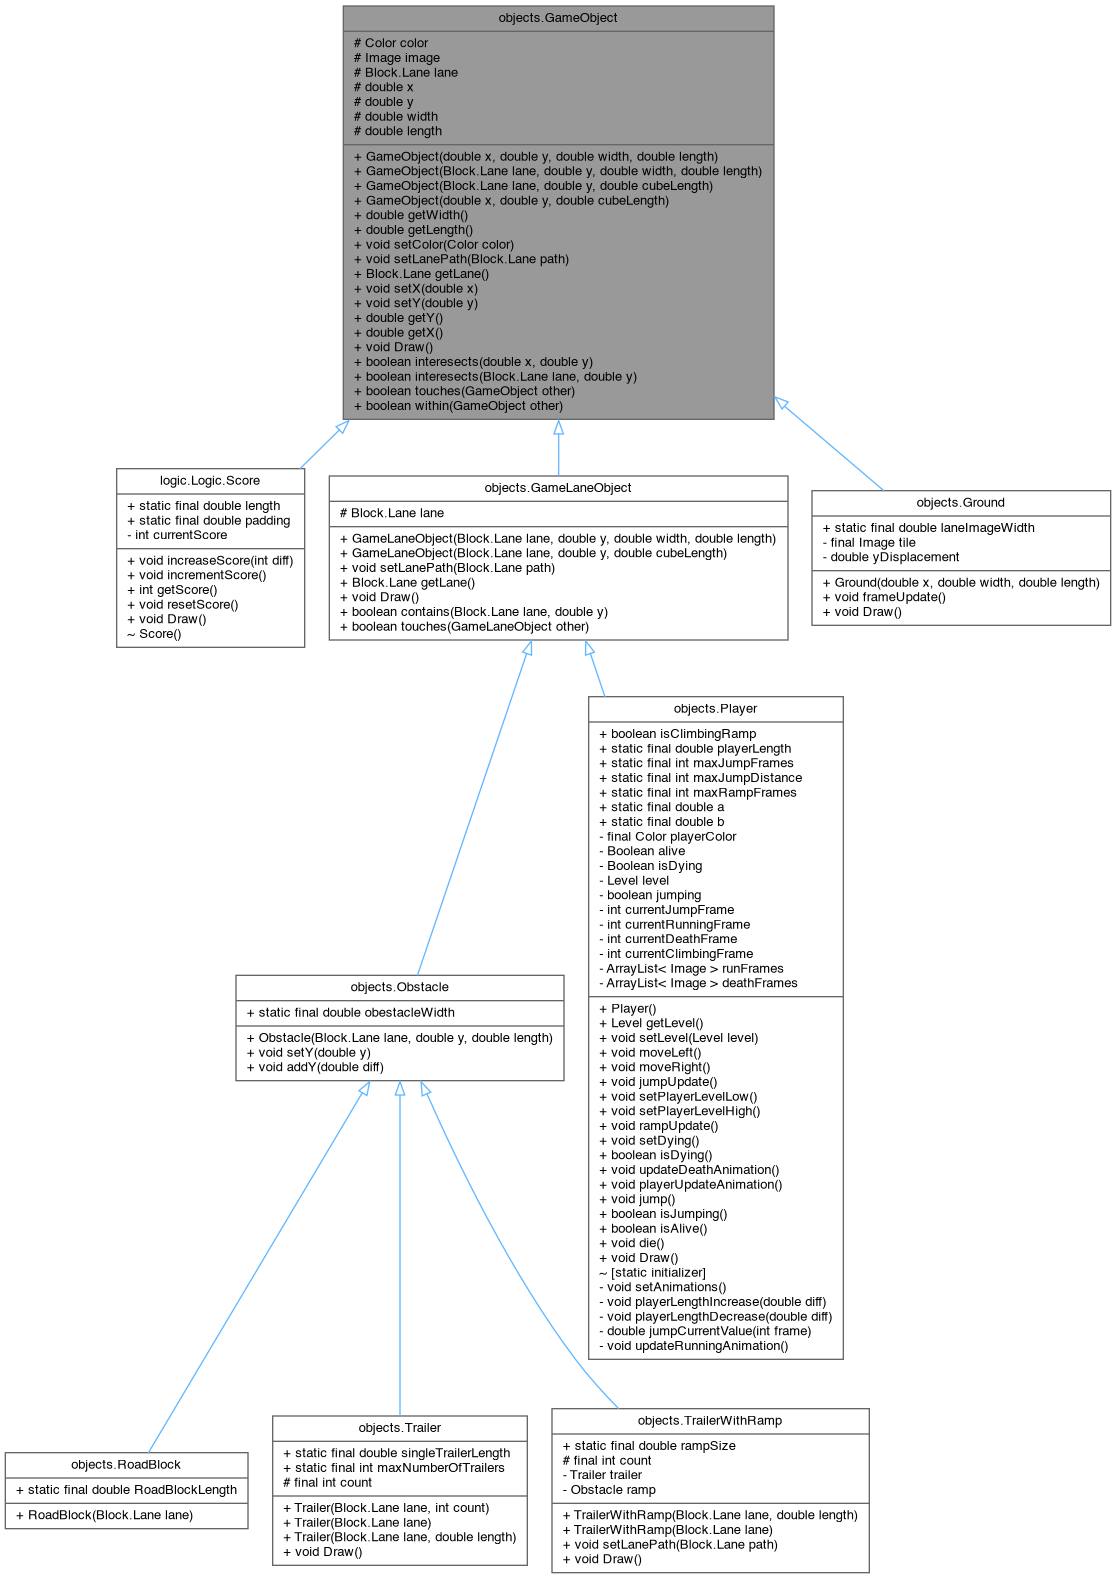 objects.GameObject
# Color color
# Image image
# Block.Lane lane
# double x
# double y
# double width
# double length
+ GameObject(double x, double y, double width, double length)
+ GameObject(Block.Lane lane, double y, double width, double length)
+ GameObject(Block.Lane lane, double y, double cubeLength)
+ GameObject(double x, double y, double cubeLength)
+ double getWidth()
+ double getLength()
+ void setColor(Color color)
+ void setLanePath(Block.Lane path)
+ Block.Lane getLane()
+ void setX(double x)
+ void setY(double y)
+ double getY()
+ double getX()
+ void Draw()
+ boolean interesects(double x, double y)
+ boolean interesects(Block.Lane lane, double y)
+ boolean touches(GameObject other)
+ boolean within(GameObject other)
logic.Logic.Score
+ static final double length
+ static final double padding
- int currentScore
+ void increaseScore(int diff)
+ void incrementScore()
+ int getScore()
+ void resetScore()
+ void Draw()
~ Score()
objects.GameLaneObject
# Block.Lane lane
+ GameLaneObject(Block.Lane lane, double y, double width, double length)
+ GameLaneObject(Block.Lane lane, double y, double cubeLength)
+ void setLanePath(Block.Lane path)
+ Block.Lane getLane()
+ void Draw()
+ boolean contains(Block.Lane lane, double y)
+ boolean touches(GameLaneObject other)
objects.Ground
+ static final double laneImageWidth
- final Image tile
- double yDisplacement
+ Ground(double x, double width, double length)
+ void frameUpdate()
+ void Draw()
objects.Obstacle
+ static final double obestacleWidth
+ Obstacle(Block.Lane lane, double y, double length)
+ void setY(double y)
+ void addY(double diff)
objects.Player
+ boolean isClimbingRamp
+ static final double playerLength
+ static final int maxJumpFrames
+ static final int maxJumpDistance
+ static final int maxRampFrames
+ static final double a
+ static final double b
- final Color playerColor
- Boolean alive
- Boolean isDying
- Level level
- boolean jumping
- int currentJumpFrame
- int currentRunningFrame
- int currentDeathFrame
- int currentClimbingFrame
- ArrayList< Image > runFrames
- ArrayList< Image > deathFrames
+ Player()
+ Level getLevel()
+ void setLevel(Level level)
+ void moveLeft()
+ void moveRight()
+ void jumpUpdate()
+ void setPlayerLevelLow()
+ void setPlayerLevelHigh()
+ void rampUpdate()
+ void setDying()
+ boolean isDying()
+ void updateDeathAnimation()
+ void playerUpdateAnimation()
+ void jump()
+ boolean isJumping()
+ boolean isAlive()
+ void die()
+ void Draw()
~ [static initializer]
- void setAnimations()
- void playerLengthIncrease(double diff)
- void playerLengthDecrease(double diff)
- double jumpCurrentValue(int frame)
- void updateRunningAnimation()
objects.RoadBlock
+ static final double RoadBlockLength
+ RoadBlock(Block.Lane lane)
objects.Trailer
+ static final double singleTrailerLength
+ static final int maxNumberOfTrailers
# final int count
+ Trailer(Block.Lane lane, int count)
+ Trailer(Block.Lane lane)
+ Trailer(Block.Lane lane, double length)
+ void Draw()
objects.TrailerWithRamp
+ static final double rampSize
# final int count
- Trailer trailer
- Obstacle ramp
+ TrailerWithRamp(Block.Lane lane, double length)
+ TrailerWithRamp(Block.Lane lane)
+ void setLanePath(Block.Lane path)
+ void Draw()